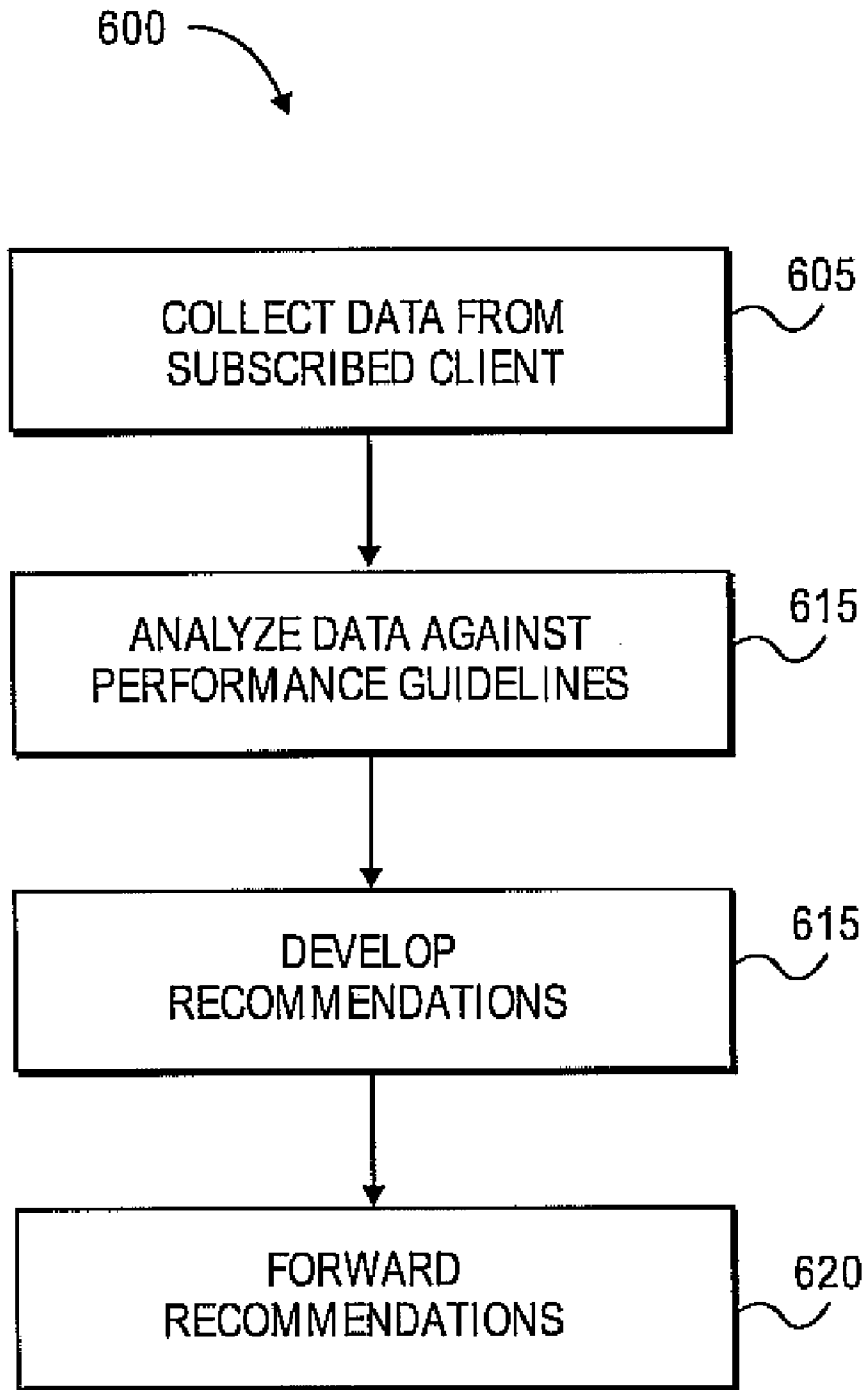 600
605
COLLECT DATA FROM
SUBSCRIBED CLIENT
615
ANALYZE DATA AGAINST
PERFORMANCE GUIDELINES
615
DEVELOP
RECOMMENDATIONS
620
FORWARD
RECOMMENDATIONS